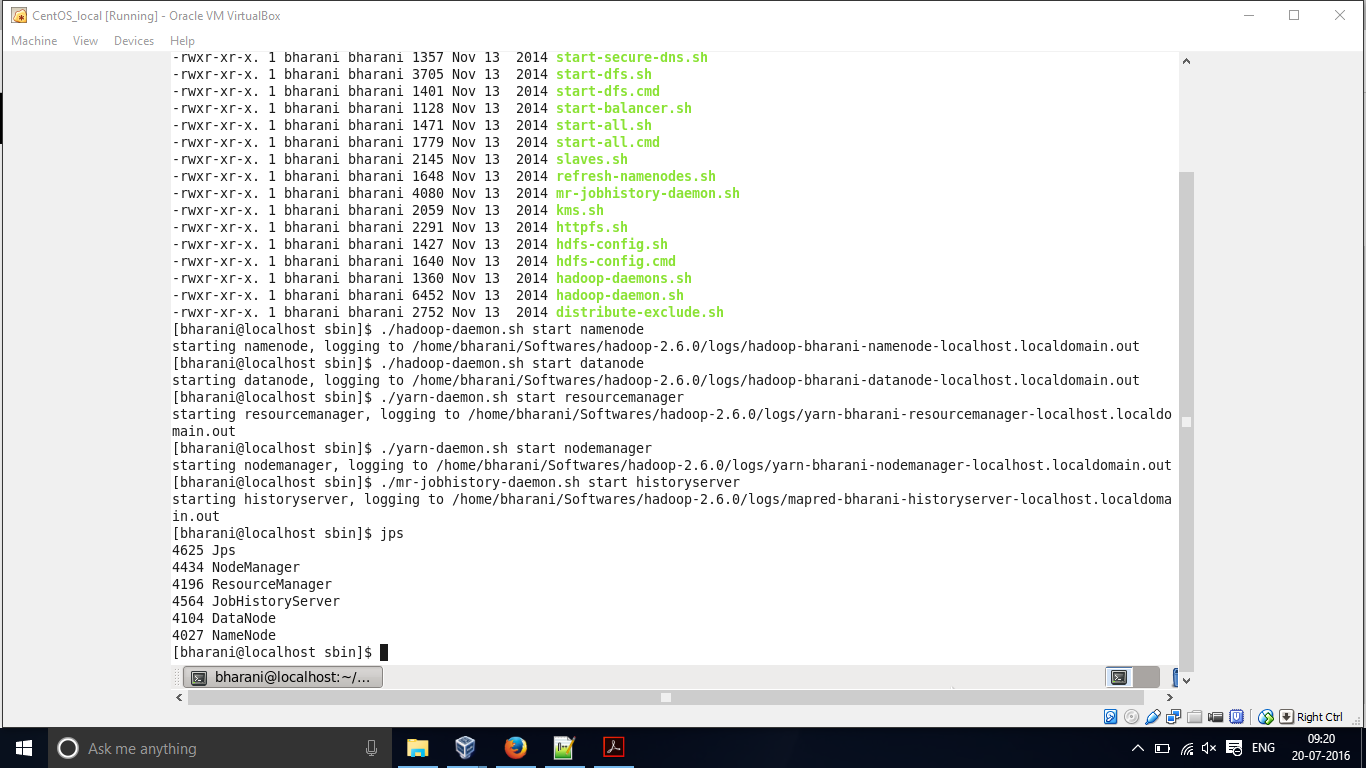 CentOS_local [Running] - Oracle VM VirtualBox
Machine View Devices Help
-rwxr-xr-x. 1 bharani bharani 1357 Nov 13  2014 start-secure-dns.sh
-rwxr-xr-x. 1 bharani bharani 3705 Nov 13  2014 start-dfs.sh
-rwxr-xr-x. 1 bharani bharani 1401 Nov 13  2014 start-dfs.cmd
-rwxr-xr-x. 1 bharani bharani 1128 Nov 13  2014 start-balancer.sh
-rwxr-xr-x. 1 bharani bharani 1471 Nov 13  2014 start-all.sh
-rwxr-xr-x. 1 bharani bharani 1779 Nov 13  2014 start-all.cmd
-rwxr-xr-x. 1 bharani bharani 2145 Nov 13  2014 slaves.sh
-rwxr-xr-x. 1 bharani bharani 1648 Nov 13  2014 refresh-namenodes.sh
-rwxr-xr-x. 1 bharani bharani 4080 Nov 13  2014 mr-jobhistory-daemon.sh
-rwxr-xr-x. 1 bharani bharani 2059 Nov 13  2014 kms.sh
-rwxr-xr-x. 1 bharani bharani 2291 Nov 13  2014 httpfs.sh
-rwxr-xr-x. 1 bharani bharani 1427 Nov 13  2014 hdfs-config.sh
-rwxr-xr-x. 1 bharani bharani 1640 Nov 13  2014 hdfs-config.cmd
-rwxr-xr-x. 1 bharani bharani 1360 Nov 13  2014 hadoop-daemons.sh
-rwxr-xr-x. 1 bharani bharani 6452 Nov 13  2014 hadoop-daemon.sh
-rwxr-xr-x. 1 bharani bharani 2752 Nov 13  2014 distribute-exclude.sh
[bharani@localhost sbin]$ ./hadoop-daemon.sh start namenode
starting namenode, logging to /home/bharani/Softwares/hadoop-2.6.0/logs/hadoop-bharani-namenode-localhost.localdomain.out
[bharani@localhost sbin]$ ./hadoop-daemon.sh start datanode
starting datanode, logging to /home/bharani/Softwares/hadoop-2.6.0/logs/hadoop-bharani-datanode-localhost.localdomain.out
[bharani@localhost sbin]$ ./yarn-daemon.sh start resourcemanager
starting resourcemanager, logging to /home/bharani/Softwares/hadoop-2.6.0/logs/yarn-bharani-resourcemanager-localhost.localdo
main.out
[bharani@localhost sbin]$ ./yarn-daemon.sh start nodemanager
starting nodemanager, logging to /home/bharani/Softwares/hadoop-2.6.0/logs/yarn-bharani-nodemanager-localhost.localdomain.out
[bharani@localhost sbin]$ ./mr-jobhistory-daemon.sh start historyserver
starting historyserver, logging to /home/bharani/Softwares/hadoop-2.6.0/logs/mapred-bharani-historyserver-localhost.localdoma
in.out
[bharani@localhost sbin]$ jps
4625 Jps
4434 NodeManager
4196 ResourceManager
4564 JobHistoryServer
4104 DataNode
4027 NameNode
[bharani@localhost sbin]$
bharani@localhost:~/...
Right Ctrl
Ask me anything
ENG
09:20
20-07-2016